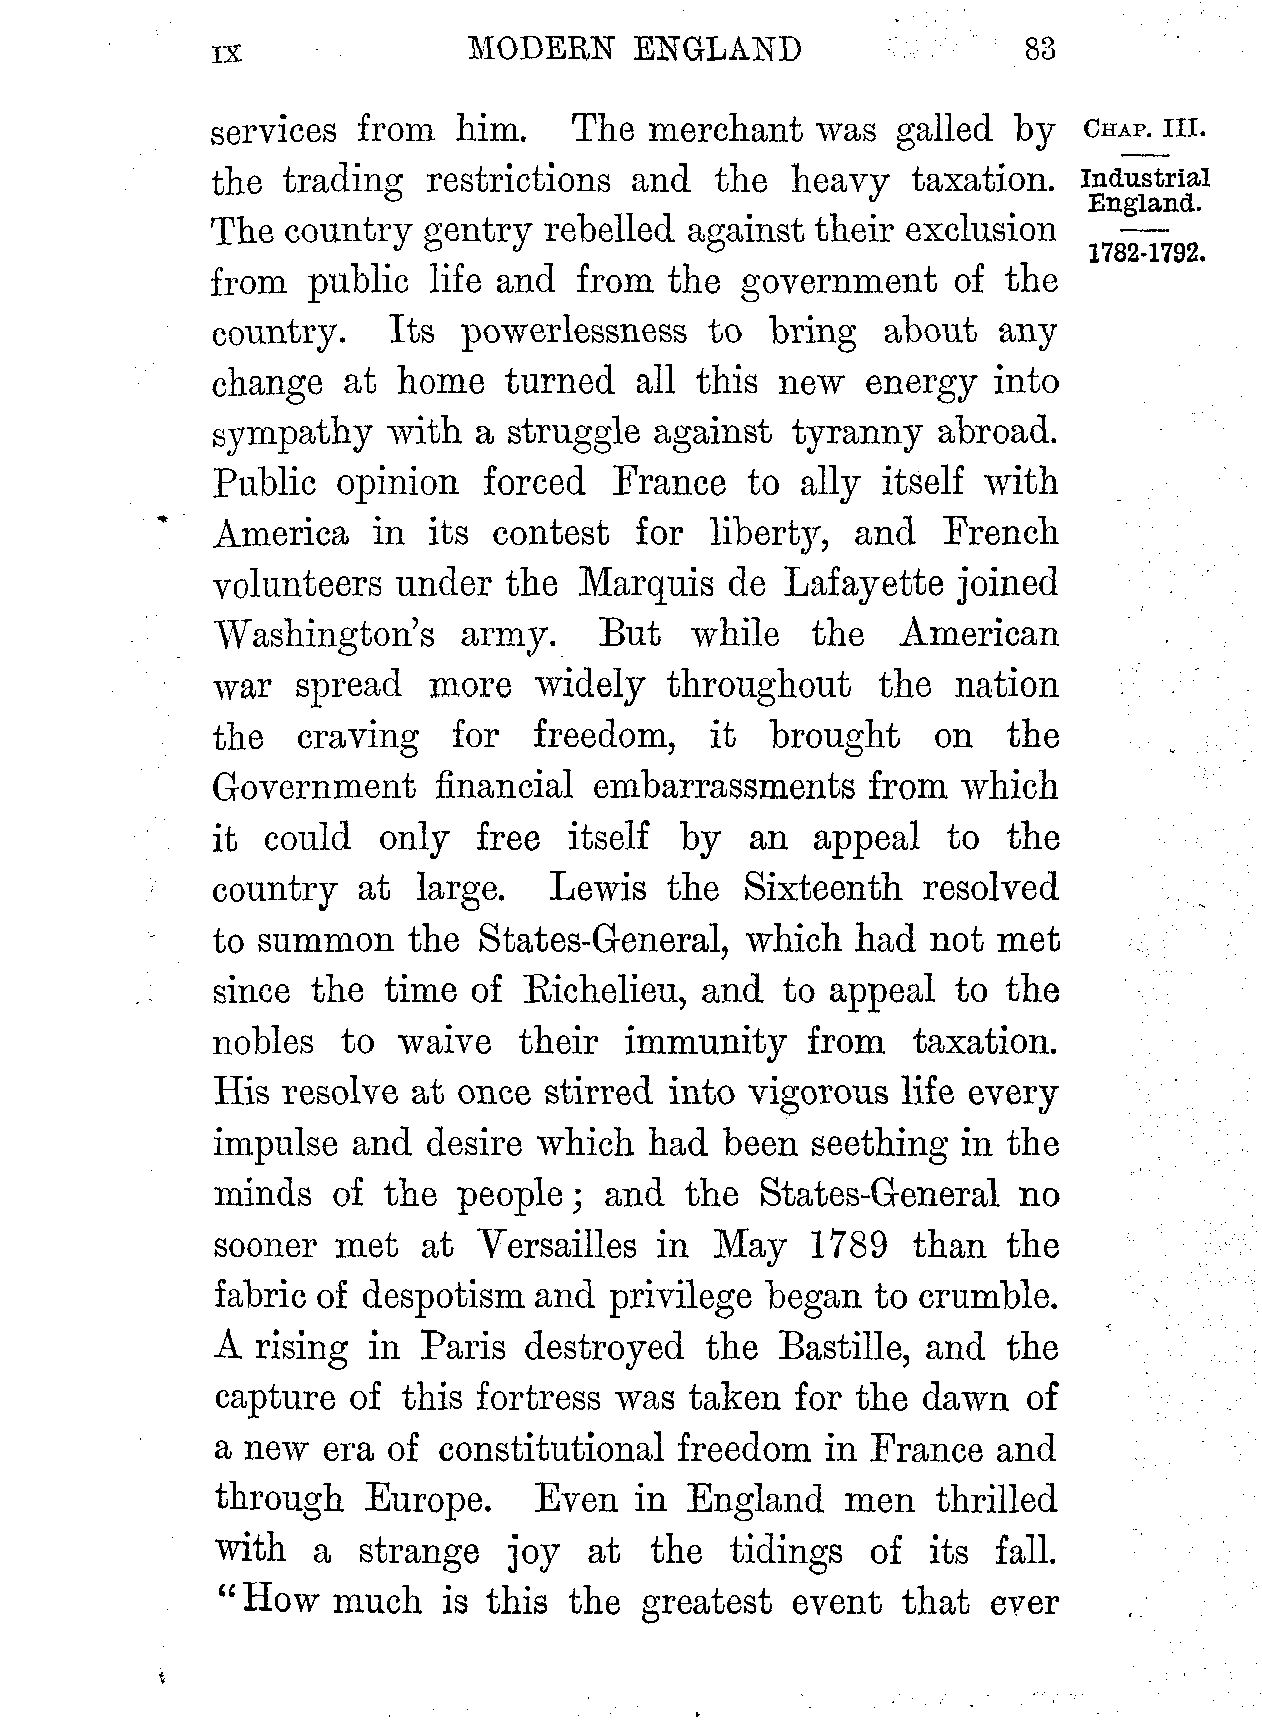 IX MODERN ENGLAND 83
services from him. The merchant was galled by
the trading restrictions and the heavy taxation.
The country gentry rebelled against their exclusion
from public life and from the government of the
country. Its powerlessness to bring about any
change at home turned all this new energy into
sympathy with a struggle against tyranny abroad.
Public opinion forced France to ally itself with
America in its contest for liberty, and French
volunteers under the Marquis de Lafayette joined
Washington's army. But while the American
war spread more widely throughout the nation
the craving for freedom, it brought on the
Government financial embarrassments from which
it could only free itself by an appeal to the
country at large. Lewis the Sixteenth resolved
to summon the States-General, which had not met
since the time of Richelieu, and to appeal to the
nobles to waive their immunity from taxation.
His resolve at once stirred into vigorous life every
impulse and desire which had been seething in the
minds of the people; and the States-General no
sooner met at Versailles in May 1789 than the
fabric of despotism and privilege began to crumble.
A rising in Paris destroyed the Bastille, and the
capture of this fortress was taken for the dawn of
a new era of constitutional freedom in France and
through Europe. Even in England men thrilled
with a strange joy at the tidings of its fall.
"How much is this the greatest event that ever
CHAP. III.
Industrial
England.
1782-1792.